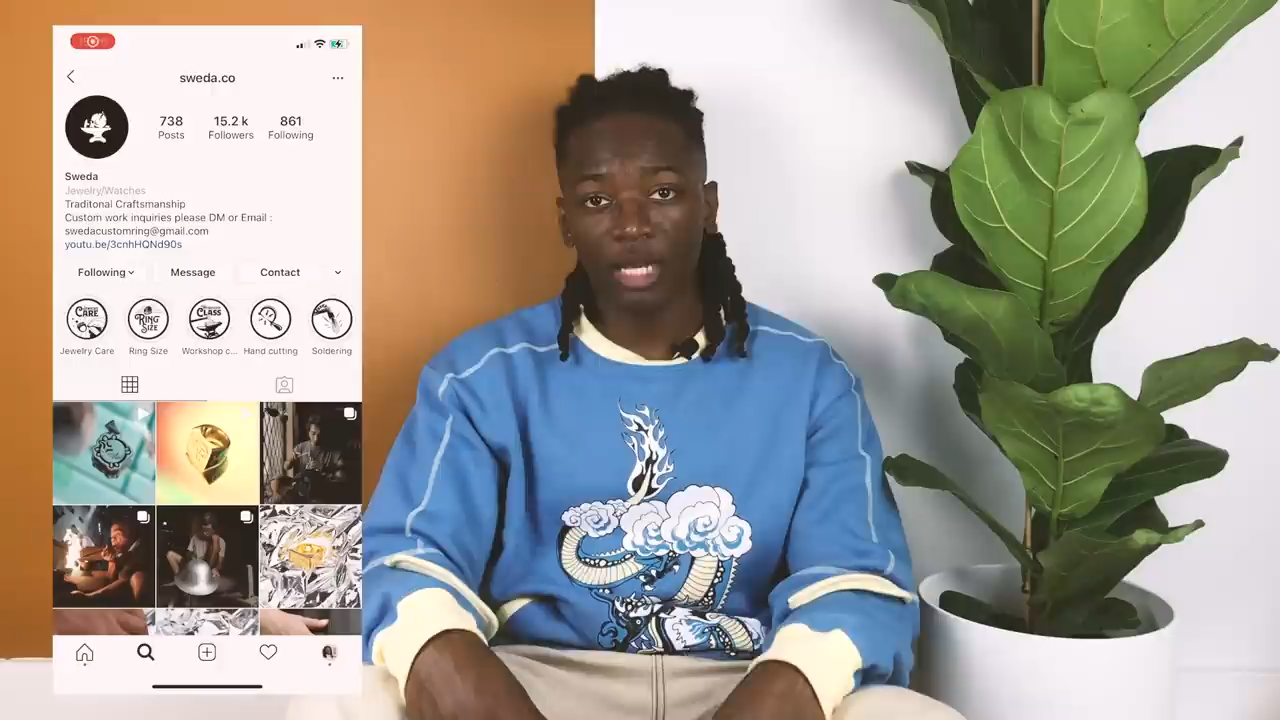 sweda.co
738 15.2 k 861
Posts Followers Following
Sweda
Jewelry/Watches
Traditonal Craftsmanship
Custom work inquiries please DM or Email :
swedacustomring@gmail.com
youtu.be/3cnhHQNd90s
Following Message Contact
CARE RING SIZE CLASS
Jewelry Care Ring Size Workshop c... Hand cutting Soldering